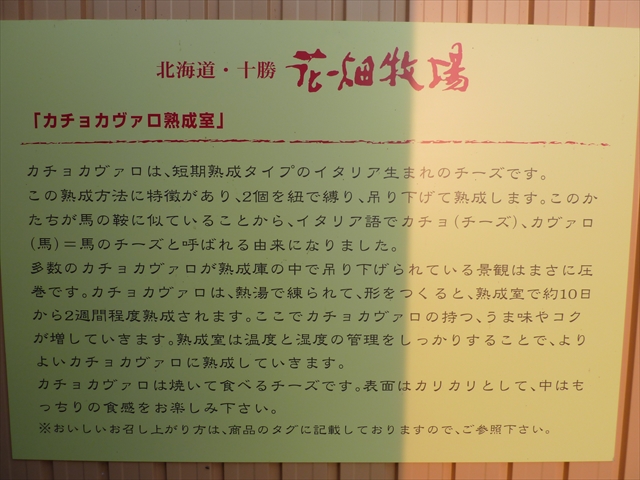 北海道・十勝 花畑牧場
「カチョカヴァロ熟成室」
カチョカヴァロは、短期熟成タイプのイタリア生まれのチーズです。
この熟成方法に特徴があり、2個を紐で縛り、吊り下げて熟成します。このか
たちが馬の鞍に似ていることから、イタリア語でカチョ(チーズ)、カヴァロ
(馬)=馬のチーズと呼ばれる由来になりました。
多数のカチョカヴァロが熟成庫の中で吊り下げられている景観はまさに圧
巻です。カチョカヴァロは、熱湯で練られて、形をつくると、熟成室で約10日
から2週間程度熟成されます。ここでカチョカヴァロの持つ、うま味やコク
が増していきます。熟成室は温度と湿度の管理をしっかりすることで、より
よいカチョカヴァロに熟成していきます。
カチョカヴァロは焼いて食べるチーズです。表面はカリカリとして、中はも
っちりの食感をお楽しみ下さい。
※おいしいお召し上がり方は、商品のタグに記載しておりますので、ご参照下さい。